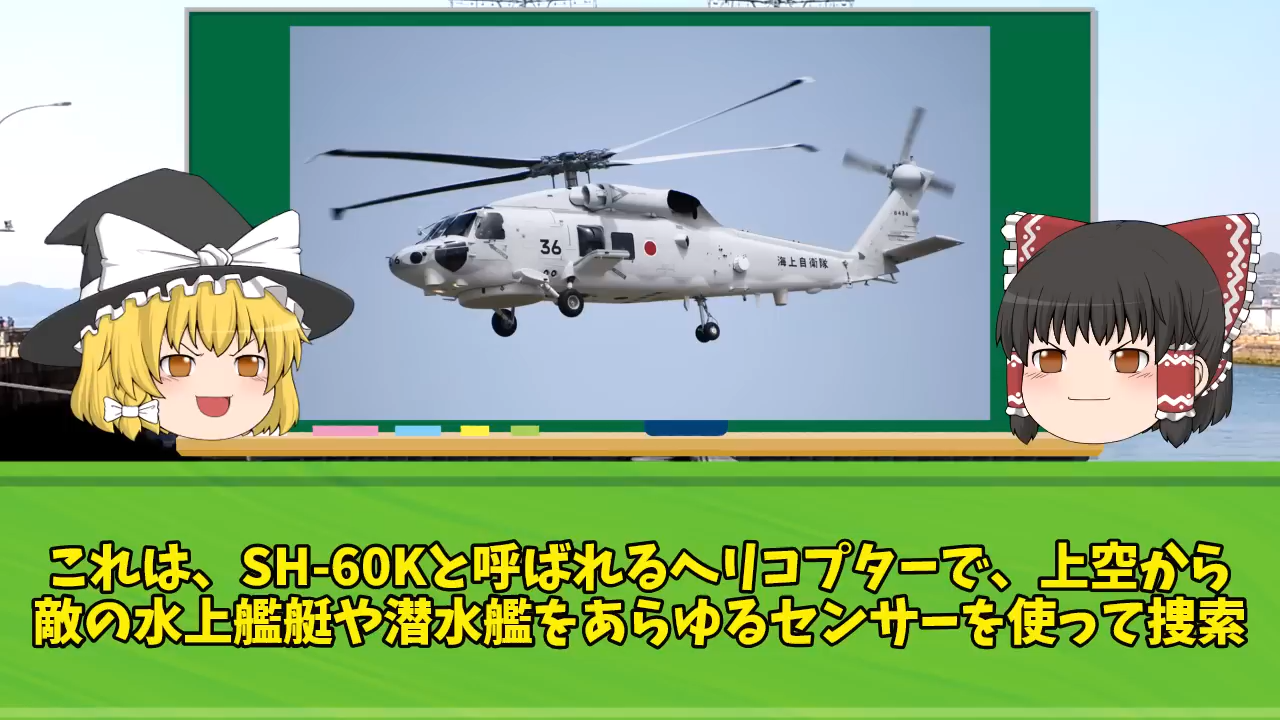 36
海上自衛隊
これは、SH-60Kと呼ばれるヘリコプターで、上空から
敵の水上艦艇や潜水艦をあらゆるセンサーを使って捜索